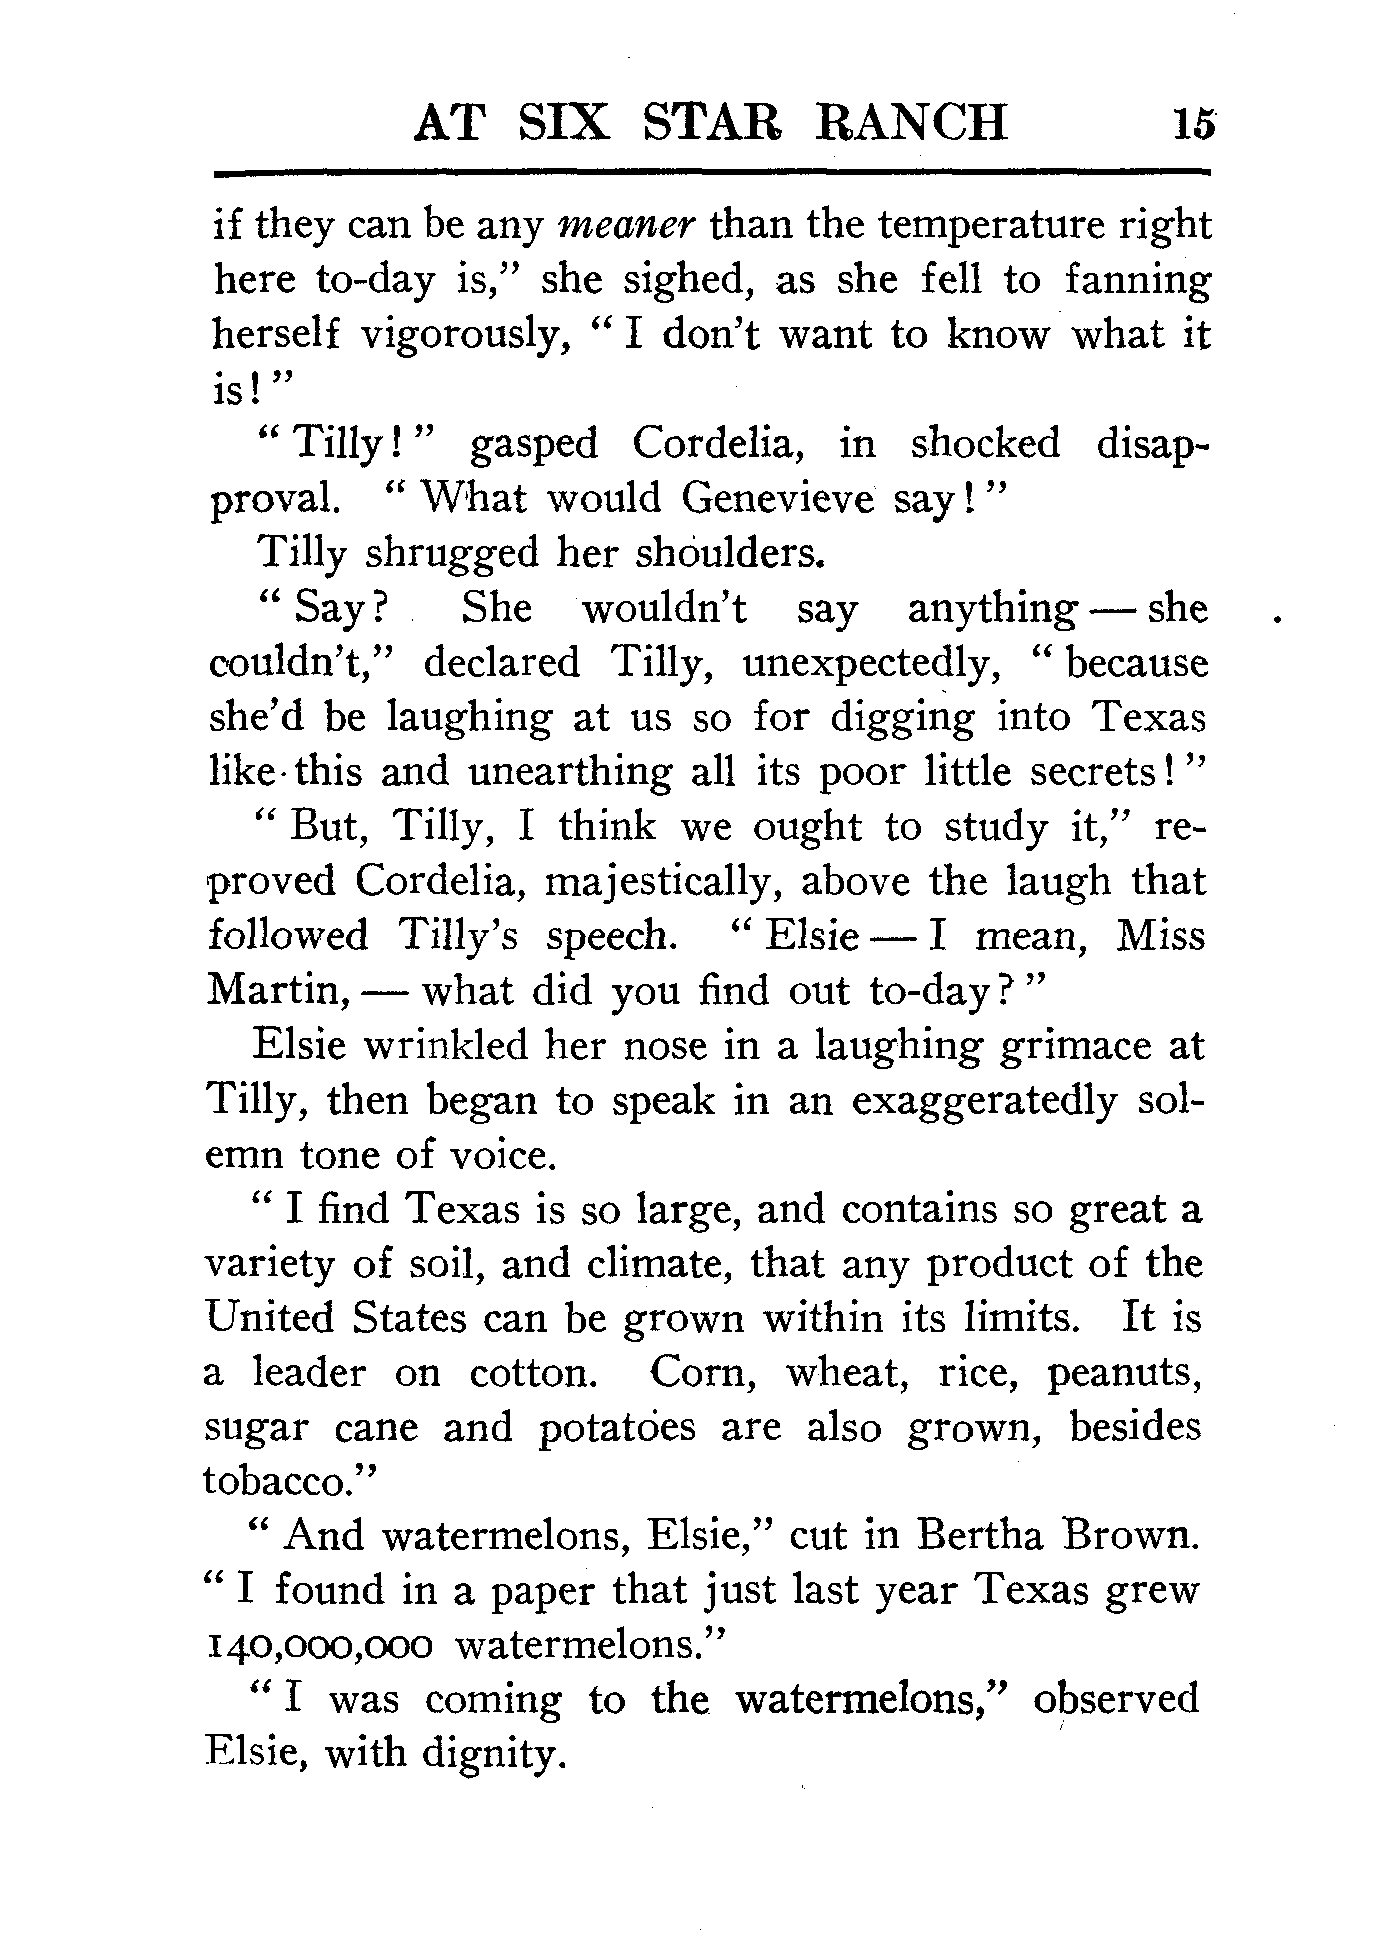 AT SIX STAR RANCH 15
if they can be any meaner than the temperature right
here to-day is,” she sighed, as she fell to fanning
herself vigorously, “ I don’t want to know what it
is! ”
“ Tilly! ” gasped Cordelia, in shocked disap-
proval. “ What would Genevieve say! ”
Tilly shrugged her shoulders.
“ Say? She wouldn’t say anything — she
couldn’t,” declared Tilly, unexpectedly, “ because
she’d be laughing at us so for digging into Texas
like this and unearthing all its poor little secrets! ”
“ But, Tilly, I think we ought to study it,” re-
proved Cordelia, majestically, above the laugh that
followed Tilly’s speech. “ Elsie — I mean, Miss
Martin, — what did you find out to-day? ”
Elsie wrinkled her nose in a laughing grimace at
Tilly, then began to speak in an exaggeratedly sol-
emn tone of voice.
“ I find Texas is so large, and contains so great a
variety of soil, and climate, that any product of the
United States can be grown within its limits. It is
a leader on cotton. Corn, wheat, rice, peanuts,
sugar cane and potatoes are also grown, besides
tobacco.”
“ And watermelons, Elsie,” cut in Bertha Brown.
“ I found in a paper that just last year Texas grew
140,000,000 watermelons.”
“ I was coming to the watermelons,” observed
Elsie, with dignity.